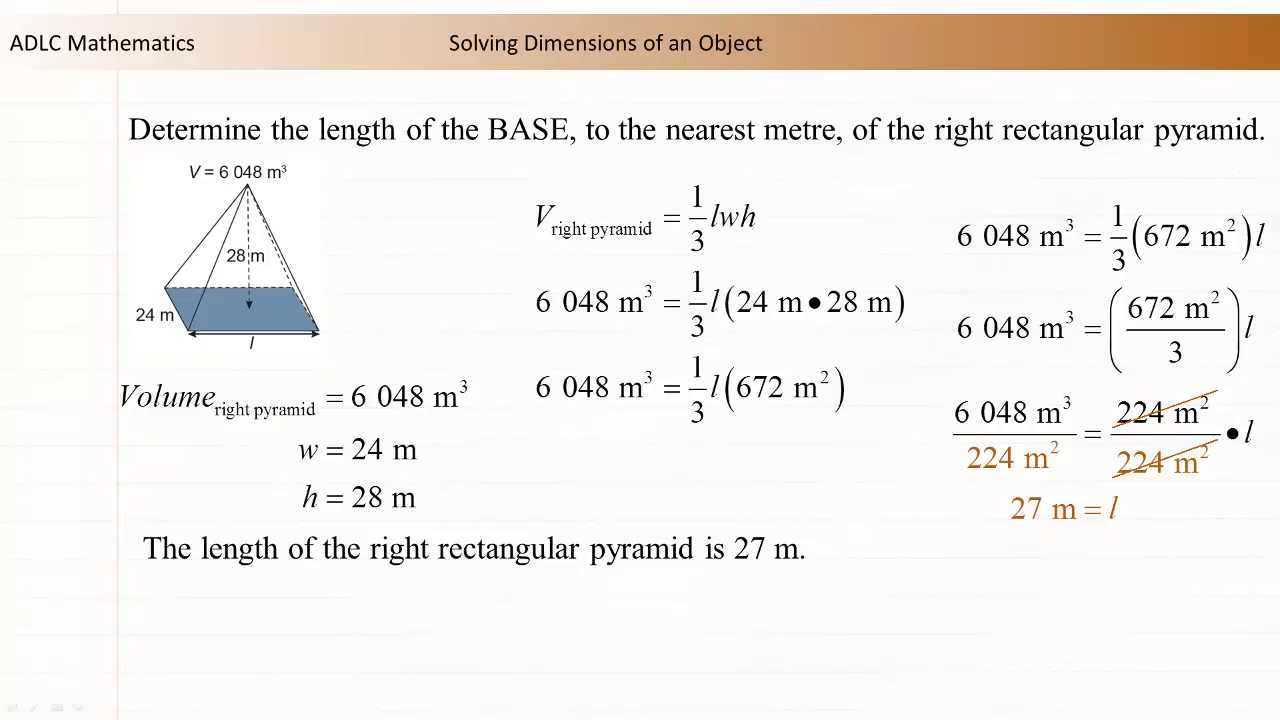 ADLC Mathematics
Solving Dimensions of an Object
Determine the length of the BASE, to the nearest metre, of the right rectangular pyramid.
V = 6 048 m³
28 m
24 m
l
Volume right pyramid = 6 048 m³
w = 24 m
h = 28 m
V right pyramid = 1/3 lwh
6 048 m³ = 1/3 l(24 m • 28 m)
6 048 m³ = 1/3 l(672 m²)
6 048 m³ = 1/3 (672 m²) l
6 048 m³ = (672 m² / 3) l
6 048 m³ / 224 m² = 224 m² / 224 m² • l
27 m = l
The length of the right rectangular pyramid is 27 m.